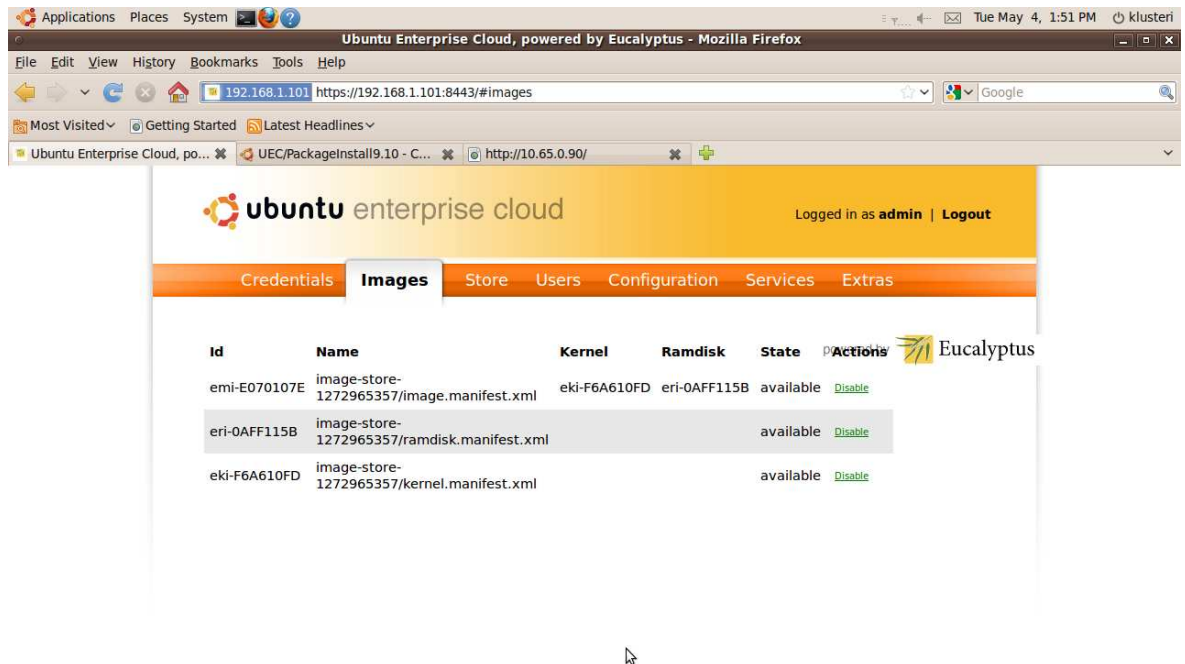 Applications Places System Tue May 4, 1:51 PM klusteri
Ubuntu Enterprise Cloud, powered by Eucalyptus - Mozilla Firefox
File Edit View History Bookmarks Tools Help
192.168.1.101 https://192.168.1.101:8443/#images Google
Most Visited Getting Started Latest Headlines
Ubuntu Enterprise Cloud, po... UEC/PackageInstall9.10 - C... http://10.65.0.90/
ubuntu enterprise cloud Logged in as admin | Logout
Credentials Images Store Users Configuration Services Extras
Id Name Kernel Ramdisk State powered by Actions Eucalyptus
emi-E070107E image-store-
1272965357/image.manifest.xml eki-F6A610FD eri-0AFF115B available Disable
eri-0AFF115B image-store-
1272965357/ramdisk.manifest.xml available Disable
eki-F6A610FD image-store-
1272965357/kernel.manifest.xml available Disable